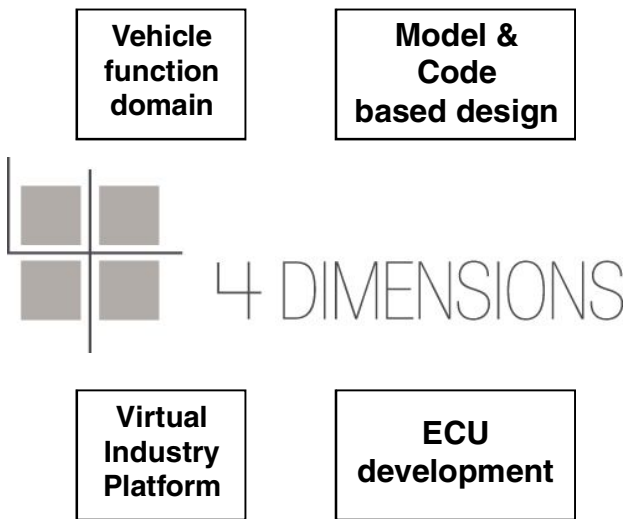 Vehicle
function
domain
Model &
Code
based design
4 DIMENSIONS
Virtual
Industry
Platform
ECU
development